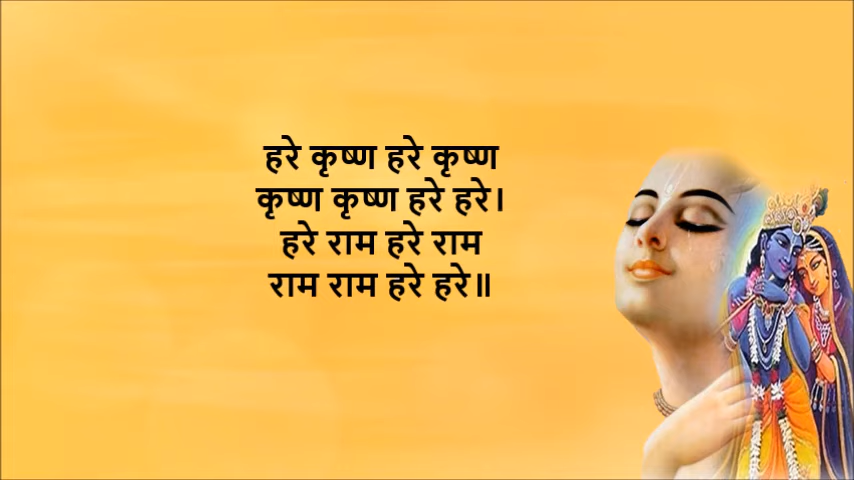 हरे कृष्ण हरे कृष्ण
कृष्ण कृष्ण हरे हरे।
हरे राम हरे राम
राम राम हरे हरे॥